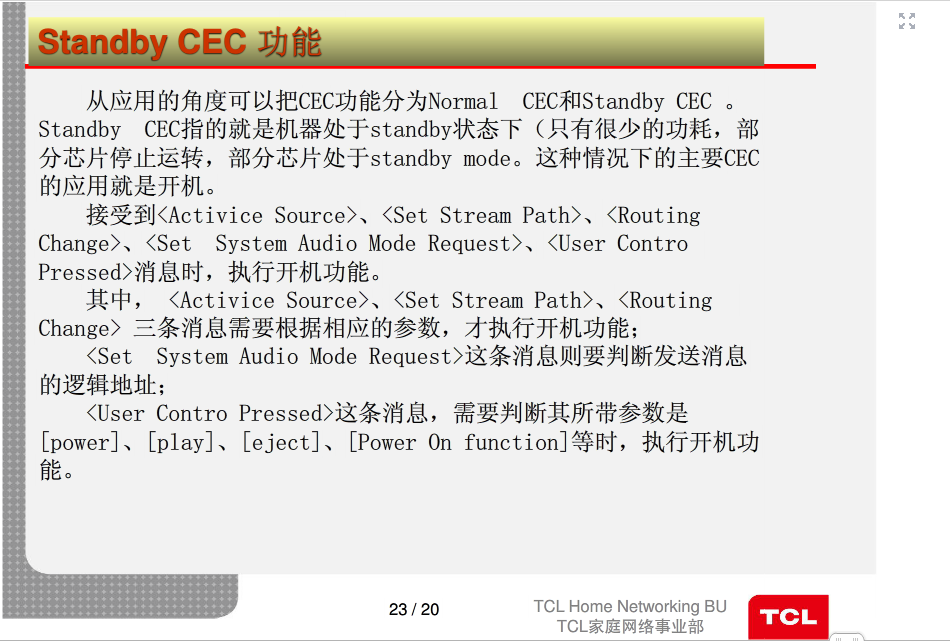 Standby CEC 功能
从应用的角度可以把CEC功能分为Normal  CEC和Standby CEC 。
Standby  CEC指的就是机器处于standby状态下（只有很少的功耗，部
分芯片停止运转，部分芯片处于standby mode。这种情况下的主要CEC
的应用就是开机。
接受到<Activice Source>、<Set Stream Path>、<Routing
Change>、<Set  System Audio Mode Request>、<User Contro
Pressed>消息时，执行开机功能。
其中， <Activice Source>、<Set Stream Path>、<Routing
Change> 三条消息需要根据相应的参数，才执行开机功能；
<Set  System Audio Mode Request>这条消息则要判断发送消息
的逻辑地址；
<User Contro Pressed>这条消息，需要判断其所带参数是
[power]、[play]、[eject]、[Power On function]等时，执行开机功
能。
23 / 20
TCL Home Networking BU
TCL家庭网络事业部
TCL